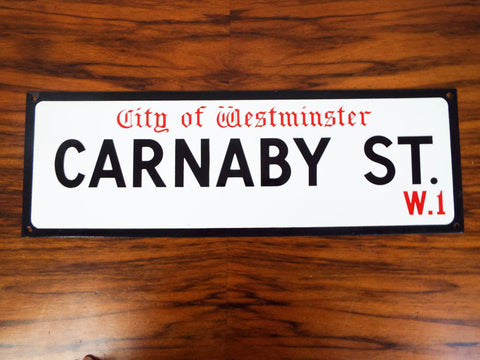 City of Westminster
CARNABY ST.
W.1